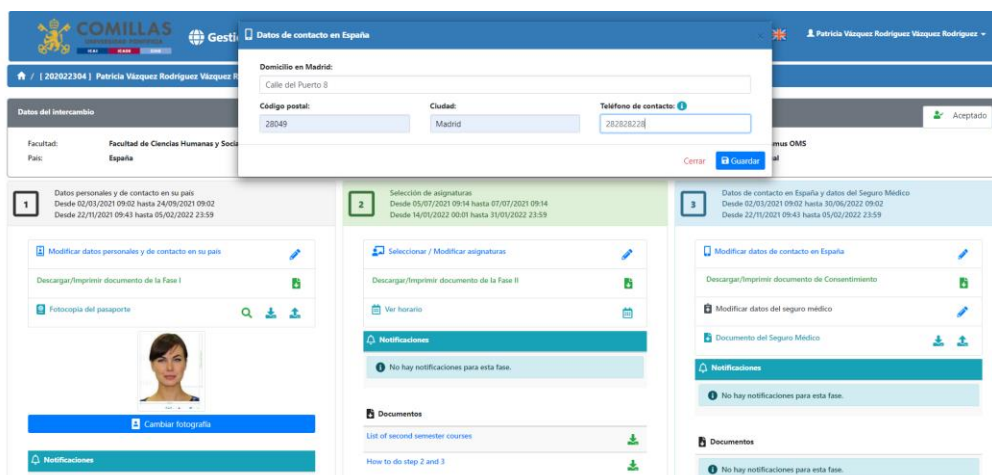 COMILLAS
UNIVERSIDAD PONTIFICIA
ICAI ICADE CIHS
Gesti
Patricia Vázquez Rodríguez Vázquez Rodríguez
/ [ 202022304 ] Patricia Vázquez Rodríguez Vázquez R
Datos de contacto en España
Domicilio en Madrid:
Calle del Puerto 8
Código postal:
Ciudad:
Teléfono de contacto:
28049
Madrid
282828228
Cerrar
Guardar
Datos del intercambio
Aceptado
Facultad:
Facultad de Ciencias Humanas y Socia
mus OMS
País:
España
1
Datos personales y de contacto en su país
Desde 02/03/2021 09:02 hasta 24/09/2021 09:02
Desde 22/11/2021 09:43 hasta 05/02/2022 23:59
Modificar datos personales y de contacto en su país
Descargar/Imprimir documento de la Fase I
Fotocopia del pasaporte
Cambiar fotografía
Notificaciones
2
Selección de asignaturas
Desde 05/07/2021 09:14 hasta 07/07/2021 09:14
Desde 14/01/2022 00:01 hasta 31/01/2022 23:59
Seleccionar / Modificar asignaturas
Descargar/Imprimir documento de la Fase II
Ver horario
Notificaciones
No hay notificaciones para esta fase.
Documentos
List of second semester courses
How to do step 2 and 3
3
Datos de contacto en España y datos del Seguro Médico
Desde 02/03/2021 09:02 hasta 30/06/2022 09:02
Desde 22/11/2021 09:43 hasta 05/02/2022 23:59
Modificar datos de contacto en España
Descargar/Imprimir documento de Consentimiento
Modificar datos del seguro médico
Documento del Seguro Médico
Notificaciones
No hay notificaciones para esta fase.
Documentos
No hay notificaciones para esta fase.